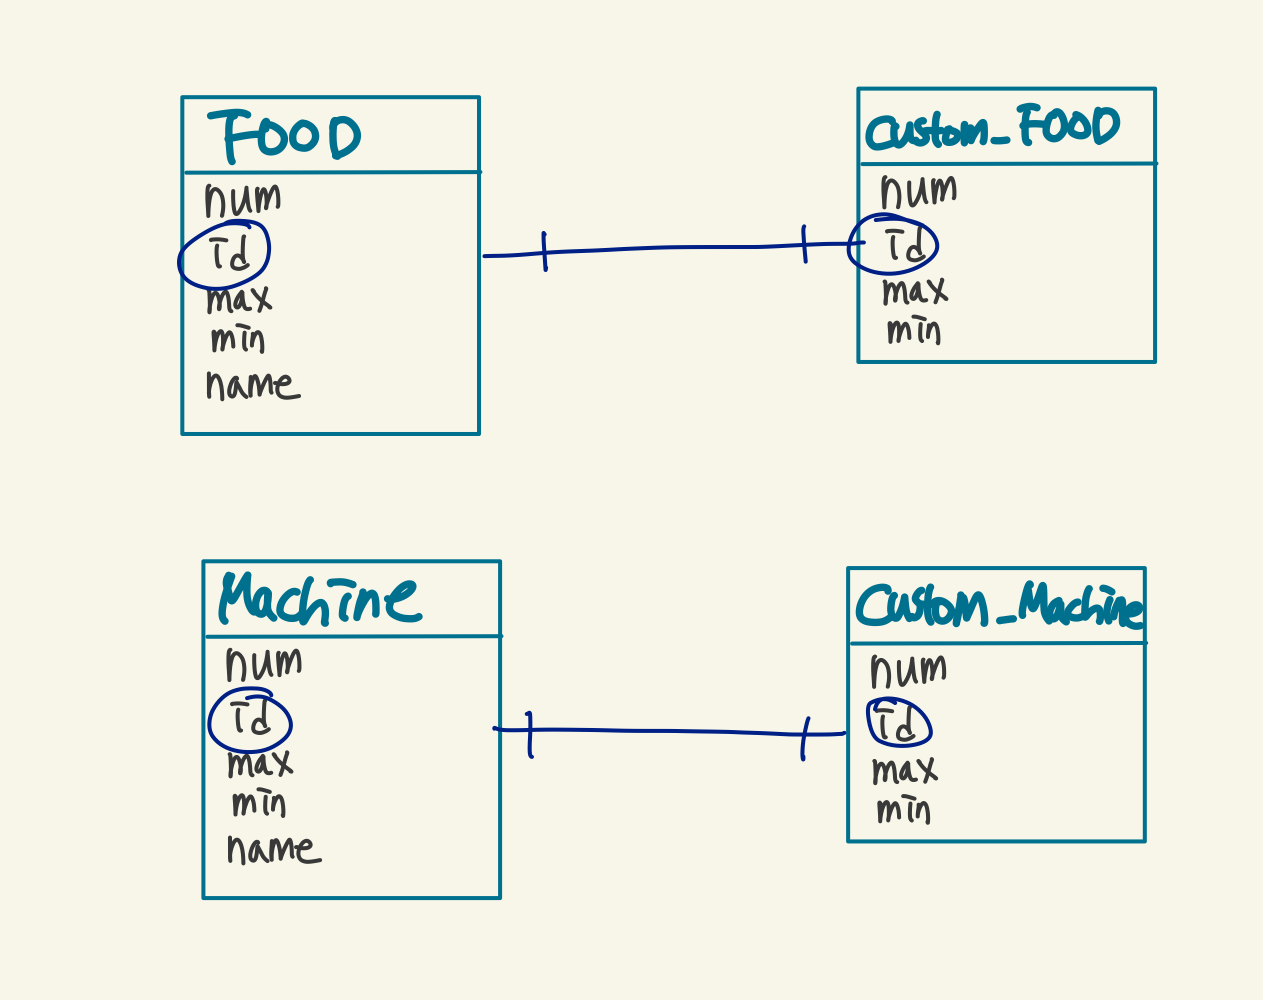 FOOD
num
id
max
min
name
Custom_FOOD
num
id
max
min
Machine
num
id
max
min
name
Custom_Machine
num
id
max
min